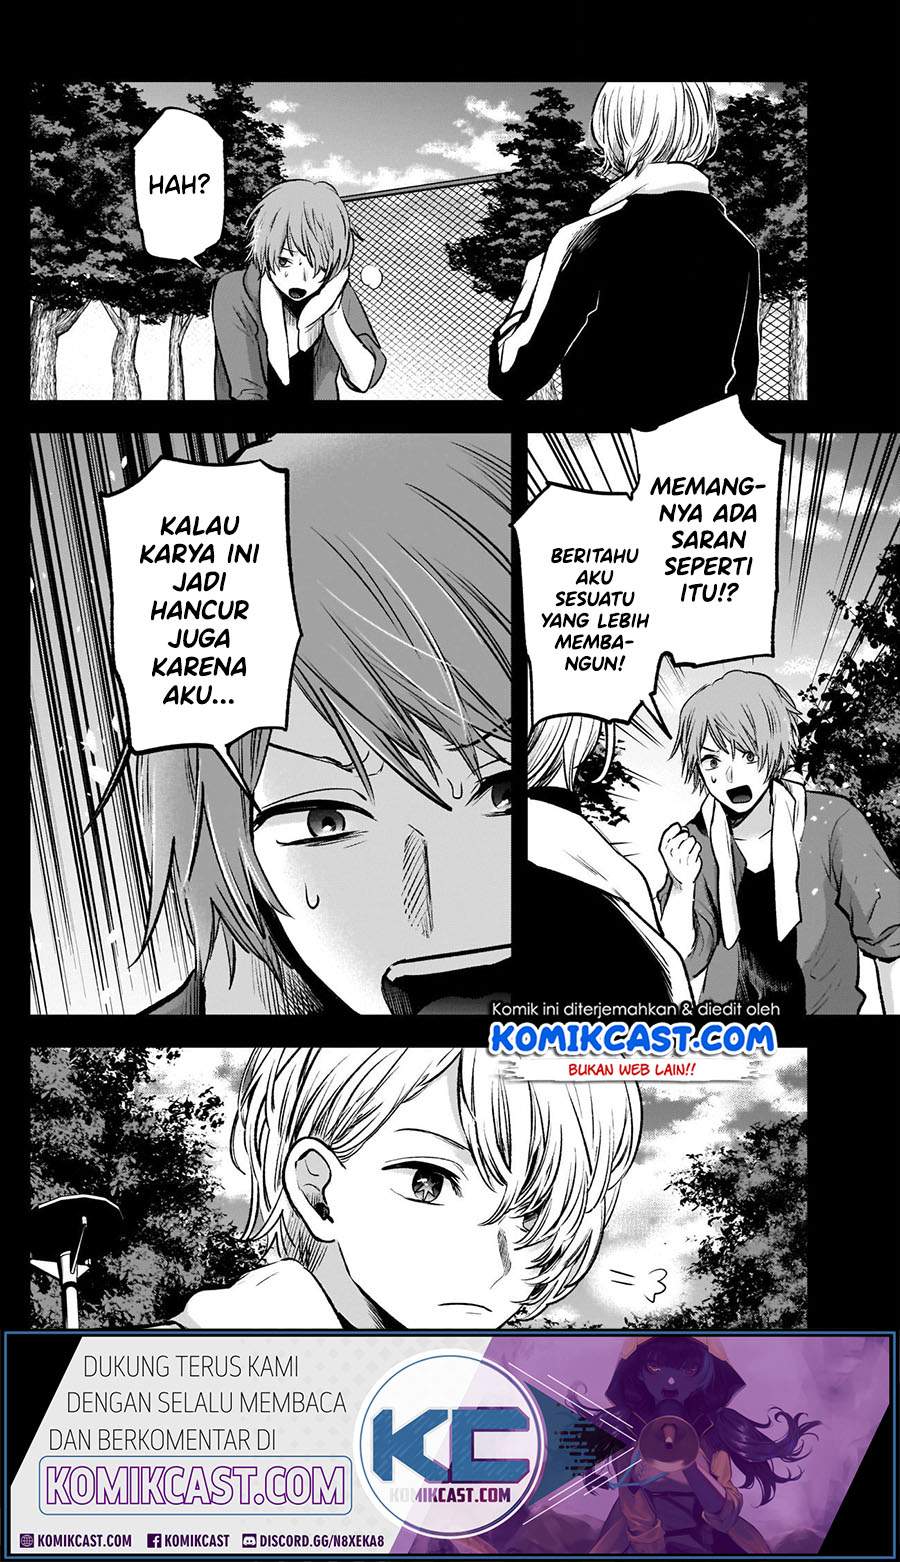 HAH?
MEMANG-
NYA ADA
SARAN
SEPERTI
ITU!?
BERITAHU
AKU
SESUATU
YANG LEBIH
MEMBA-
NGUN!
KALAU
KARYA INI
JADI
HANCUR
JUGA
KARENA
AKU...
Komik ini diterjemahkan & diedit oleh
KOMIKCAST.COM
BUKAN WEB LAIN!!
DUKUNG TERUS KAMI
DENGAN SELALU MEMBACA
DAN BERKOMENTAR DI
KOMIKCAST.COM
KC
KOMIKCAST.COM
KOMIKCAST.COM KOMIKCAST DISCORD.GG/N8XEKA8